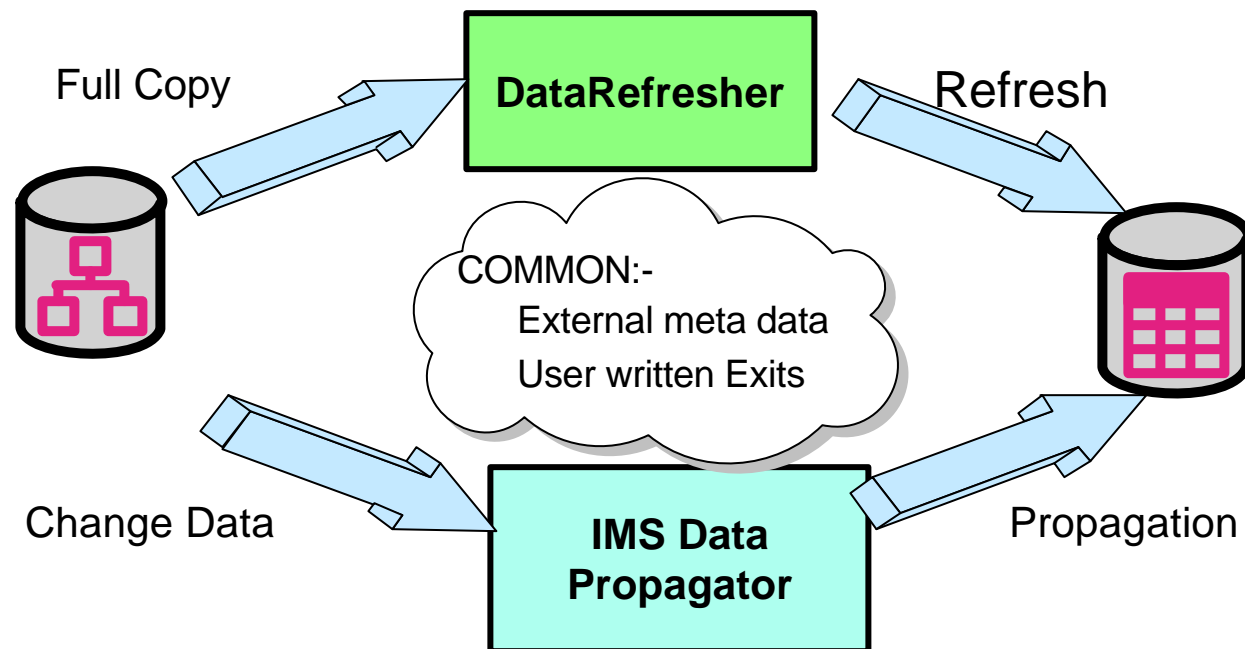 Full Copy
DataRefresher
Refresh
COMMON:-
External meta data
User written Exits
Change Data
IMS Data
Propagator
Propagation